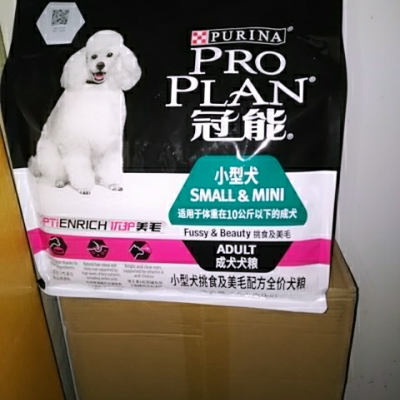 PURINA
PRO
PLAN
冠能
小型犬
SMALL & MINI
适用于体重在10公斤以下的成犬
Fussy & Beauty 挑食及美毛
ADULT
成犬犬粮
小型犬挑食及美毛配方全价犬粮
PTIENRICH 优护美毛